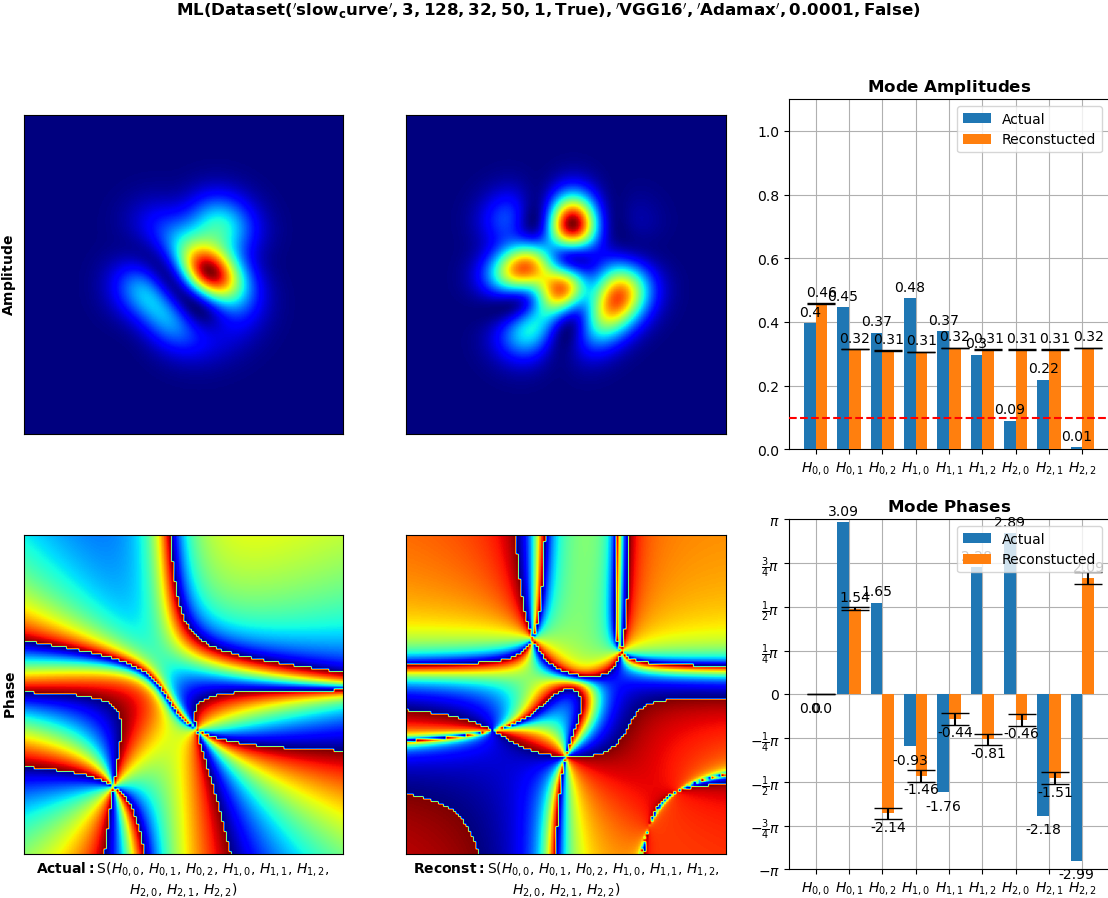 ML(Dataset('slow_curve', 3, 128, 32, 50, 1, True), 'VGG16', 'Adamax', 0.0001, False)
Amplitude
Mode Amplitudes
Actual
Reconstucted
1.0
0.8
0.6
0.4
0.2
0.0
0.4 0.46 0.45 0.32 0.37 0.31 0.48 0.31 0.37 0.32 0.3 0.31 0.09 0.31 0.22 0.31 0.01 0.32
H0,0 H0,1 H0,2 H1,0 H1,1 H1,2 H2,0 H2,1 H2,2
Phase
Actual: S(H0,0, H0,1, H0,2, H1,0, H1,1, H1,2,
H2,0, H2,1, H2,2)
Reconst: S(H0,0, H0,1, H0,2, H1,0, H1,1, H1,2,
H2,0, H2,1, H2,2)
Mode Phases
Actual
Reconstucted
π
3/4π
1/2π
1/4π
0
−1/4π
−1/2π
−3/4π
−π
0.0 0.0 3.09 1.54 1.65 -2.14 -0.93 -1.46 -1.76 -0.44 -0.81 2.89 -0.46 -2.18 -1.51 -2.99
H0,0 H0,1 H0,2 H1,0 H1,1 H1,2 H2,0 H2,1 H2,2